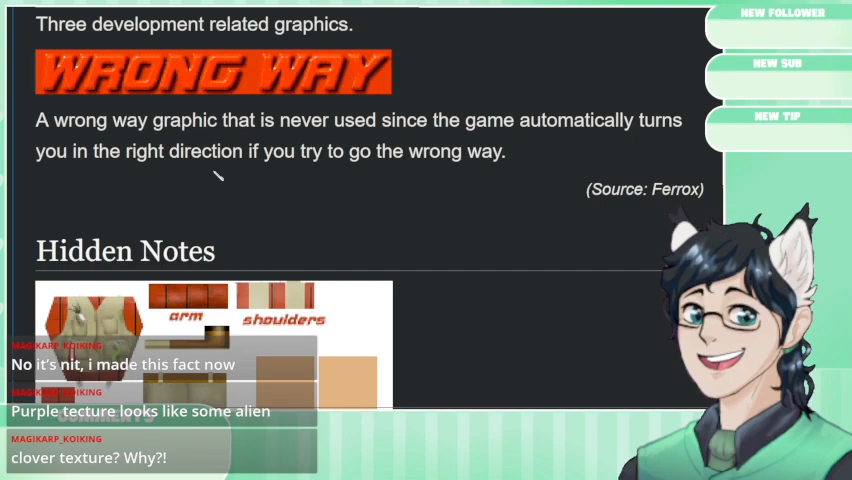 Three development related graphics.
WRONG WAY
A wrong way graphic that is never used since the game automatically turns
you in the right direction if you try to go the wrong way.
(Source: Ferrox)
Hidden Notes
arm
shoulders
MAGIKARP_KOIKING
No it's nit, i made this fact now
MAGIKARP_KOIKING
Purple tecture looks like some alien
COMMENTS
MAGIKARP_KOIKING
clover texture? Why?!
NEW FOLLOWER
NEW SUB
NEW TIP